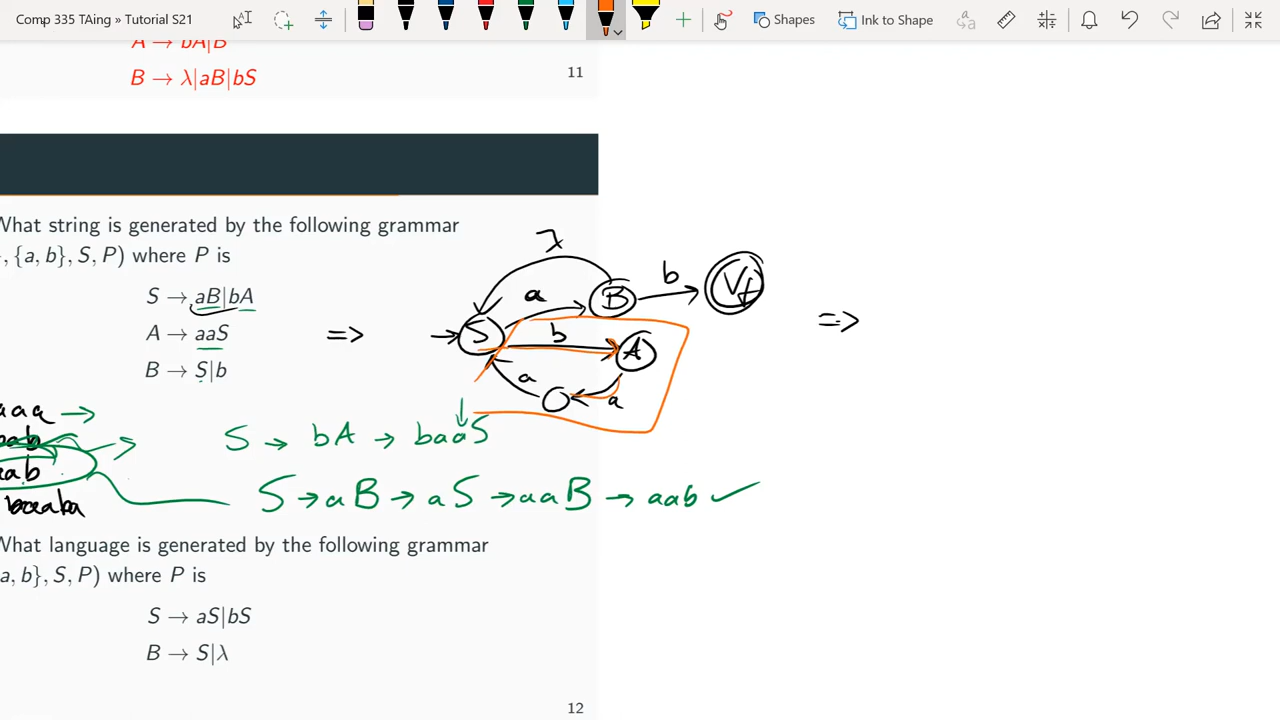 Comp 335 TAing » Tutorial S21
Shapes
Ink to Shape
A → bA|B
B → λ|aB|bS
11
What string is generated by the following grammar
, {a, b}, S, P) where P is
S → aB|bA
A → aaS
B → S|b
=>
λ
a
B
b
Vf
S
b
A
a
a
=>
aaa →
aab
S → bA → baaS
S → aB → aS → aaB → aab ✓
What language is generated by the following grammar
a, b}, S, P) where P is
S → aS|bS
B → S|λ
12